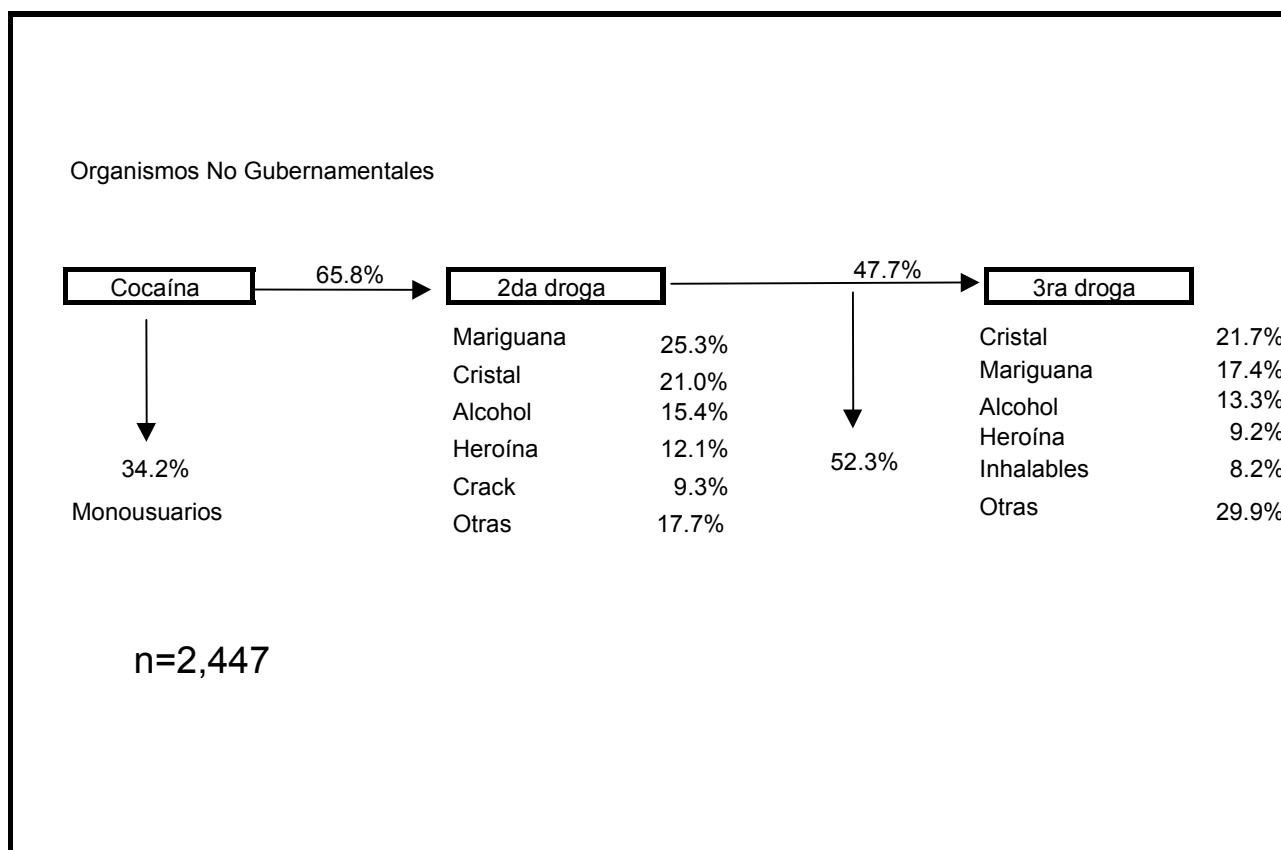 Organismos No Gubernamentales
Cocaína 65.8% 2da droga 47.7% 3ra droga
Mariguana 25.3% Cristal 21.7%
Cristal 21.0% Mariguana 17.4%
Alcohol 15.4% Alcohol 13.3%
Heroína 12.1% Heroína 9.2%
34.2% 52.3% Inhalables 8.2%
Crack 9.3%
Monousuarios Otras 17.7% Otras 29.9%
n=2,447